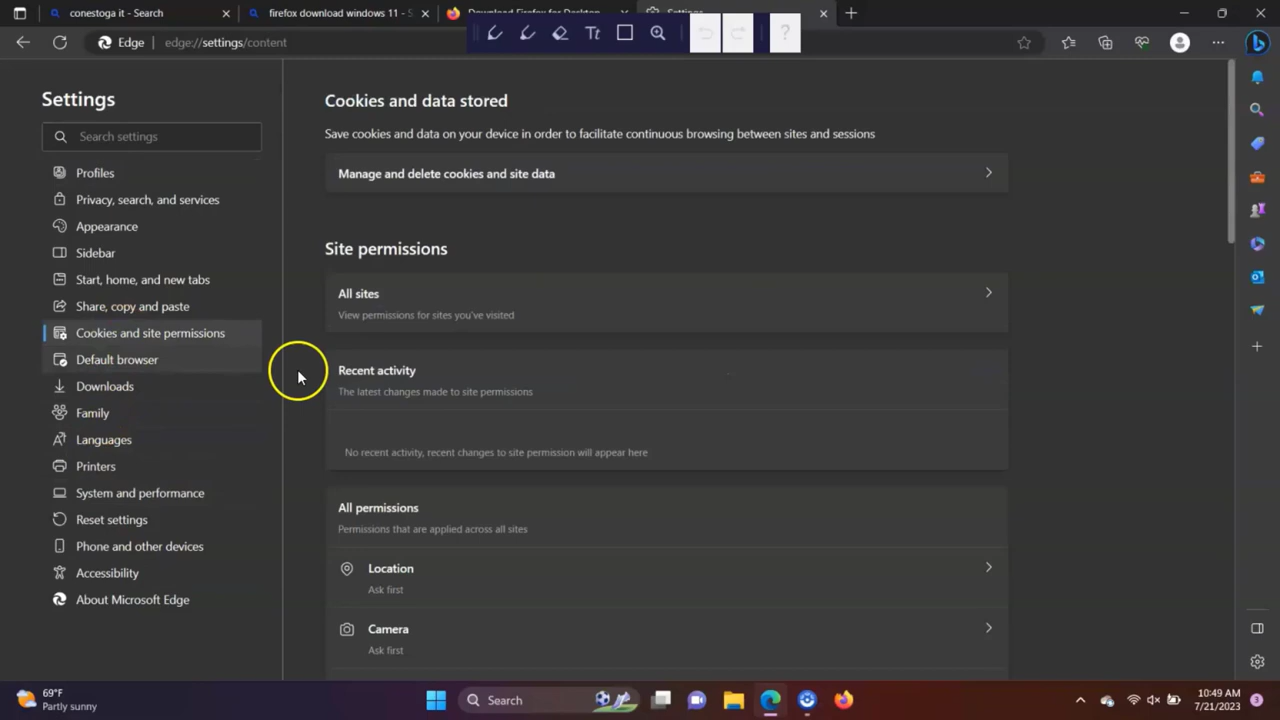 conestoga it - Search
firefox download windows 11 - S
Download Firefox for Desktop
Settings
Edge
edge://settings/content
Tt
?
Settings
Search settings
Profiles
Privacy, search, and services
Appearance
Sidebar
Start, home, and new tabs
Share, copy and paste
Cookies and site permissions
Default browser
Downloads
Family
Languages
Printers
System and performance
Reset settings
Phone and other devices
Accessibility
About Microsoft Edge
Cookies and data stored
Save cookies and data on your device in order to facilitate continuous browsing between sites and sessions
Manage and delete cookies and site data
Site permissions
All sites
View permissions for sites you've visited
Recent activity
The latest changes made to site permissions
No recent activity, recent changes to site permission will appear here
All permissions
Permissions that are applied across all sites
Location
Ask first
Camera
Ask first
69°F
Partly sunny
Search
10:49 AM
7/21/2023
3